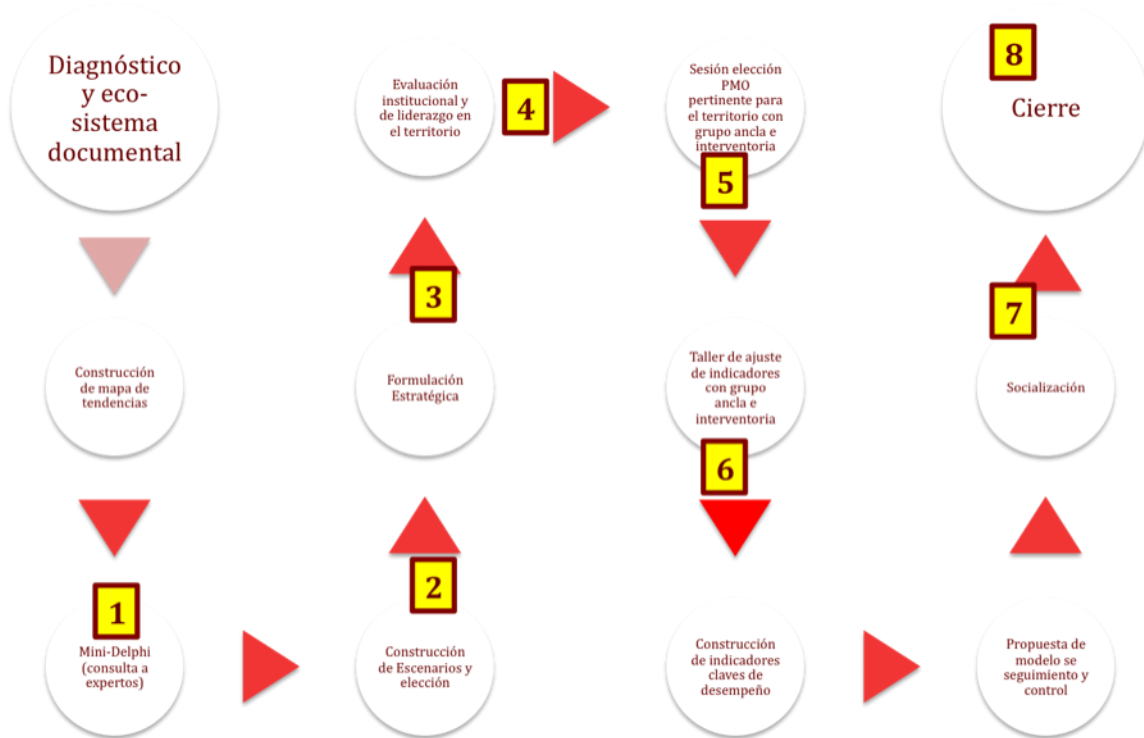 Diagnóstico
y eco-
sistema
documental
Construcción
de mapa de
tendencias
1
Mini-Delphi
(consulta a
expertos)
2
Construcción
de Escenarios y
elección
3
Formulación
Estratégica
Evaluación
institucional y
de liderazgo en
el territorio
4
Sesión elección
PMO
pertinente para
el territorio con
grupo ancla e
interventoria
5
Taller de ajuste
de indicadores
con grupo
ancla e
interventoria
6
Construcción
de indicadores
claves de
desempeño
Propuesta de
modelo se
seguimiento y
control
7
Socialización
8
Cierre